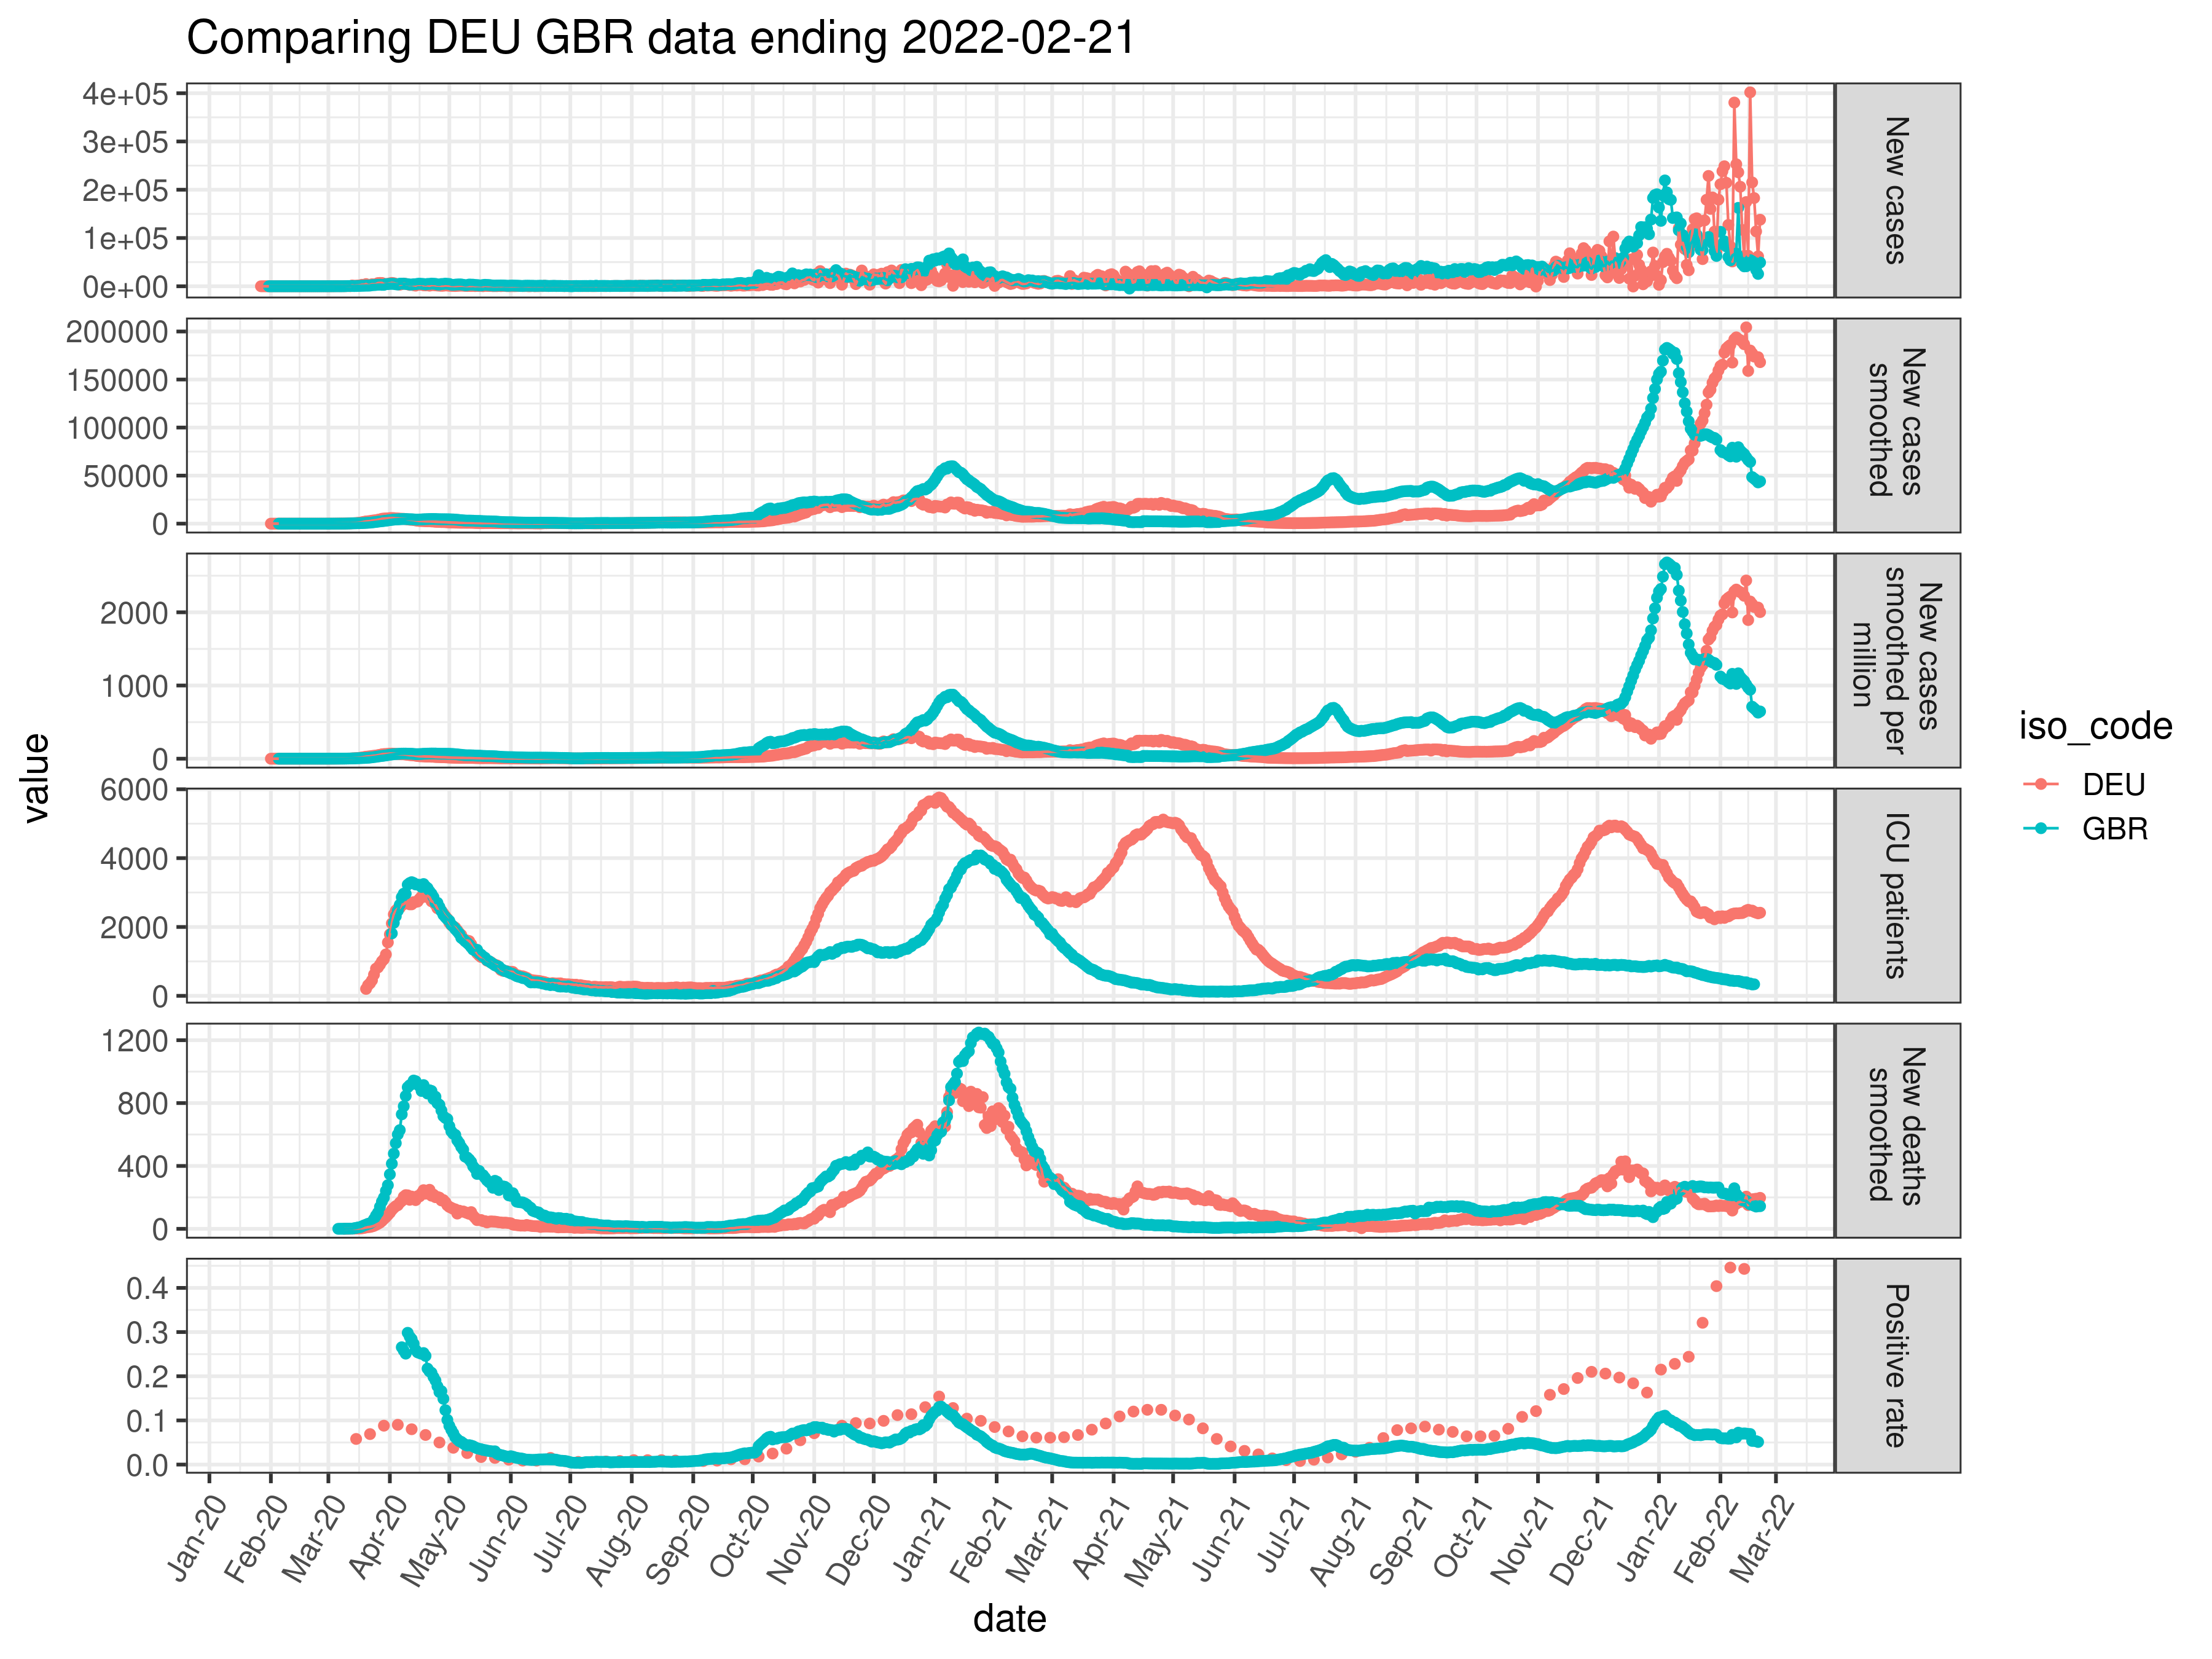 Comparing DEU GBR data ending 2022-02-21
value
4e+05
3e+05
2e+05
1e+05
0e+00
New cases
200000
150000
100000
50000
0
New cases
smoothed
2000
1000
0
New cases
smoothed per
million
6000
4000
2000
0
ICU patients
1200
800
400
0
New deaths
smoothed
0.4
0.3
0.2
0.1
0.0
Positive rate
Jan-20
Feb-20
Mar-20
Apr-20
May-20
Jun-20
Jul-20
Aug-20
Sep-20
Oct-20
Nov-20
Dec-20
Jan-21
Feb-21
Mar-21
Apr-21
May-21
Jun-21
Jul-21
Aug-21
Sep-21
Oct-21
Nov-21
Dec-21
Jan-22
Feb-22
Mar-22
date
iso_code
DEU
GBR